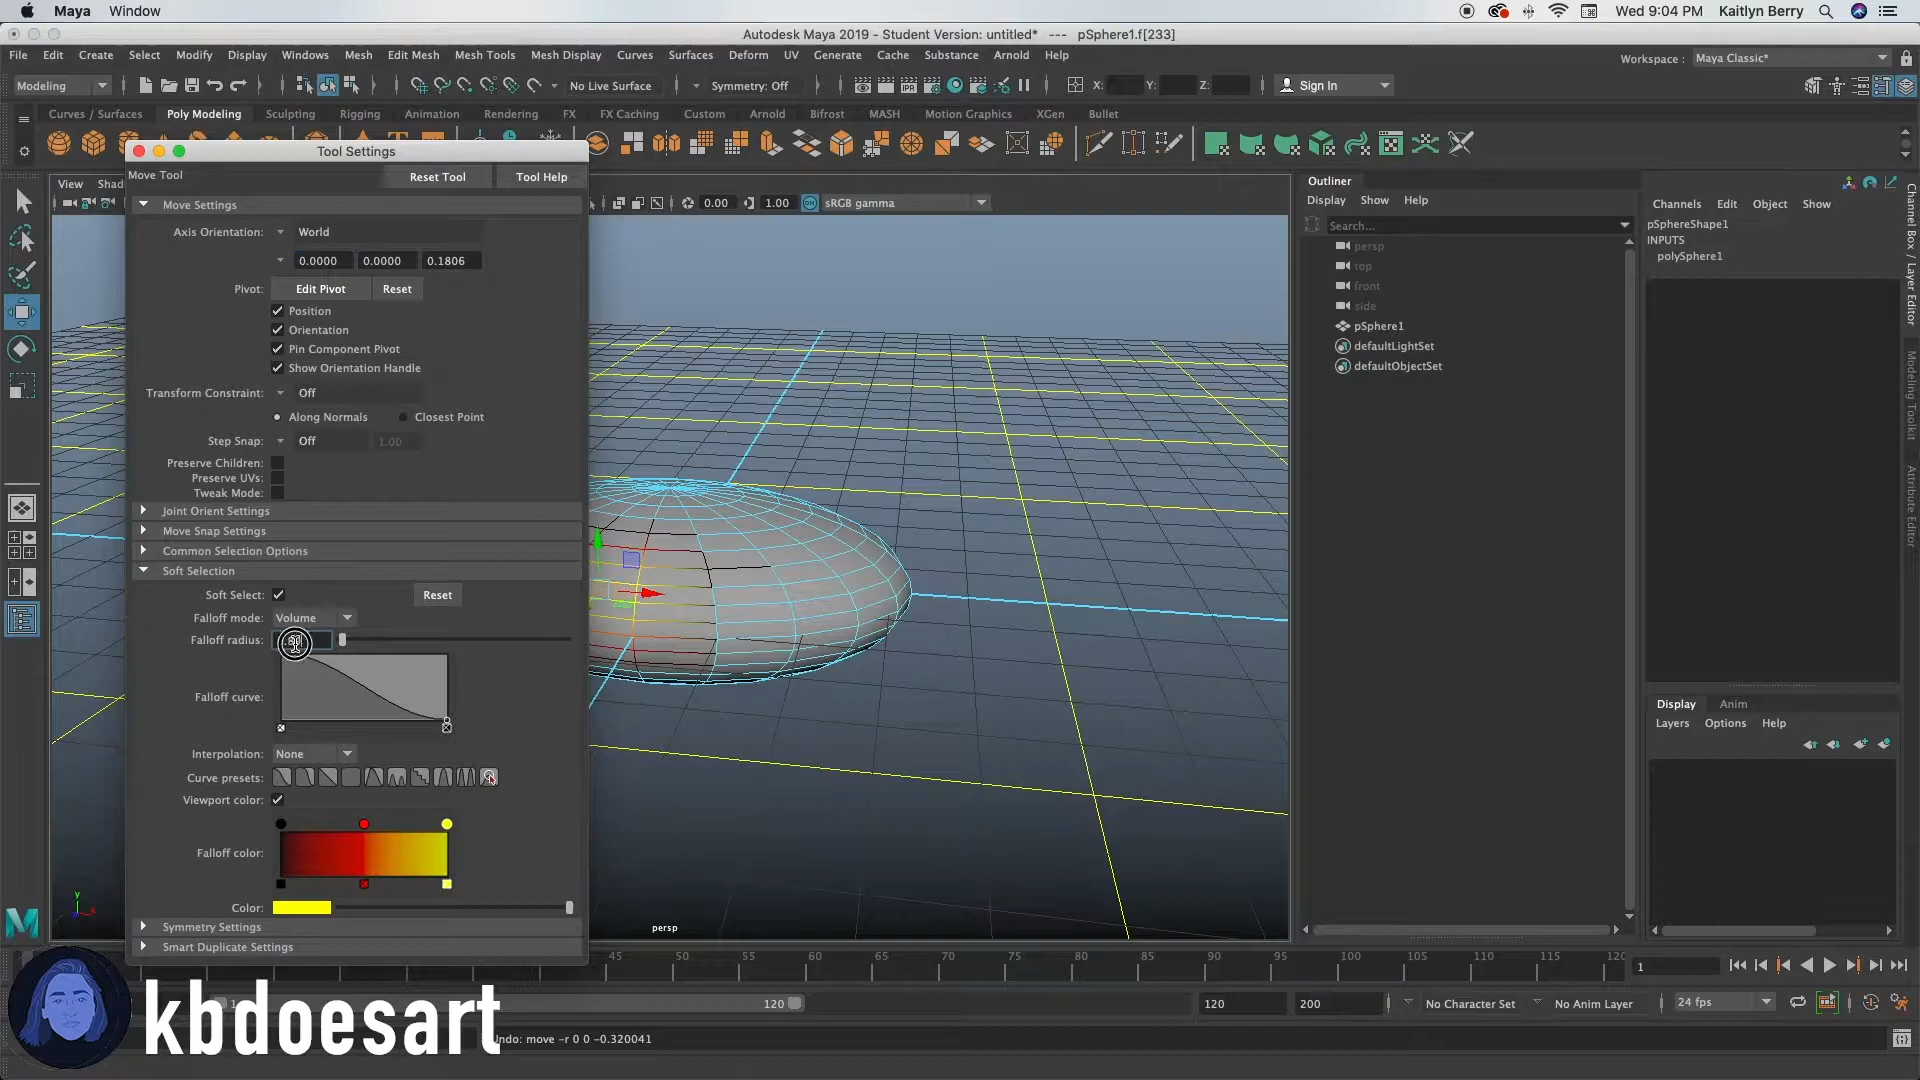 Maya Window
Wed 9:04 PM Kaitlyn Berry
Autodesk Maya 2019 - Student Version: untitled* --- pSphere1.f[233]
File Edit Create Select Modify Display Windows Mesh Edit Mesh Mesh Tools Mesh Display Curves Surfaces Deform UV Generate Cache Substance Arnold Help
Workspace : Maya Classic*
Modeling No Live Surface Symmetry: Off X: Y: Z: Sign In
Curves / Surfaces Poly Modeling Sculpting Rigging Animation Rendering FX FX Caching Custom Arnold Bifrost MASH Motion Graphics XGen Bullet
Tool Settings
Move Tool Reset Tool Tool Help
View Shad
0.00 1.00 ON sRGB gamma
Move Settings
Axis Orientation: World
0.0000 0.0000 0.1806
Pivot: Edit Pivot Reset
Position
Orientation
Pin Component Pivot
Show Orientation Handle
Transform Constraint: Off
Along Normals Closest Point
Step Snap: Off 1.00
Preserve Children:
Preserve UVs:
Tweak Mode:
Joint Orient Settings
Move Snap Settings
Common Selection Options
Soft Selection
Soft Select: Reset
Falloff mode: Volume
Falloff radius:
Falloff curve:
Interpolation: None
Curve presets:
Viewport color:
Falloff color:
Color:
Symmetry Settings
Smart Duplicate Settings
persp
y
Outliner
Display Show Help
Search...
persp
top
front
side
pSphere1
defaultLightSet
defaultObjectSet
Channels Edit Object Show
pSphereShape1
INPUTS
polySphere1
Channel Box / Layer Editor
Modeling Toolkit
Attribute Editor
Display Anim
Layers Options Help
45 50 55 60 65 70 75 80 85 90 95 100 105 110 115 120
1
1 120 120 200 No Character Set No Anim Layer 24 fps
kbdoesart
Undo: move -r 0 0 -0.320041